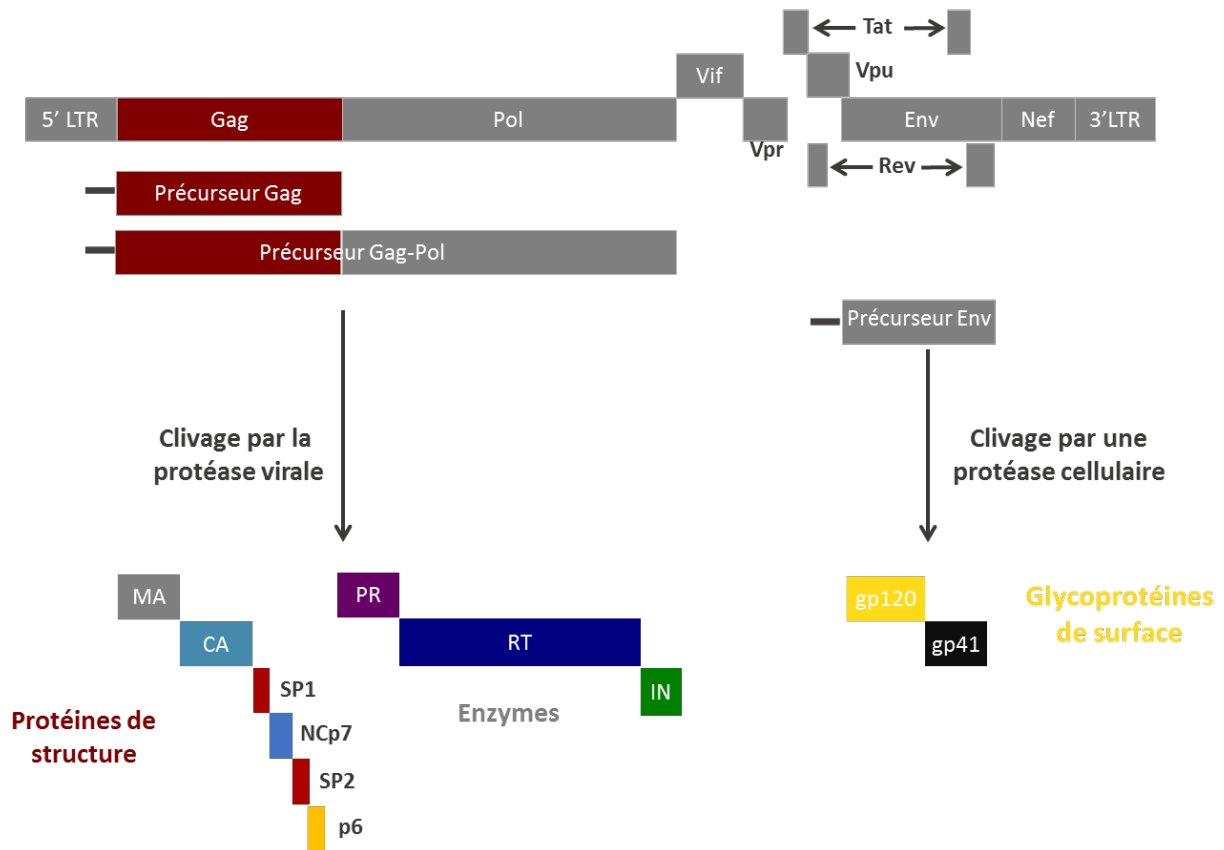 Tat
Vpu
Vif
5' LTR
Gag
Pol
Env
Nef
3'LTR
Vpr
Rev
Précurseur Gag
Précurseur Gag-Pol
Précurseur Env
Clivage par la
protéase virale
Clivage par une
protéase cellulaire
MA
PR
gp120
Glycoprotéines
de surface
CA
RT
gp41
SP1
IN
Enzymes
Protéines de
structure
NCp7
SP2
p6